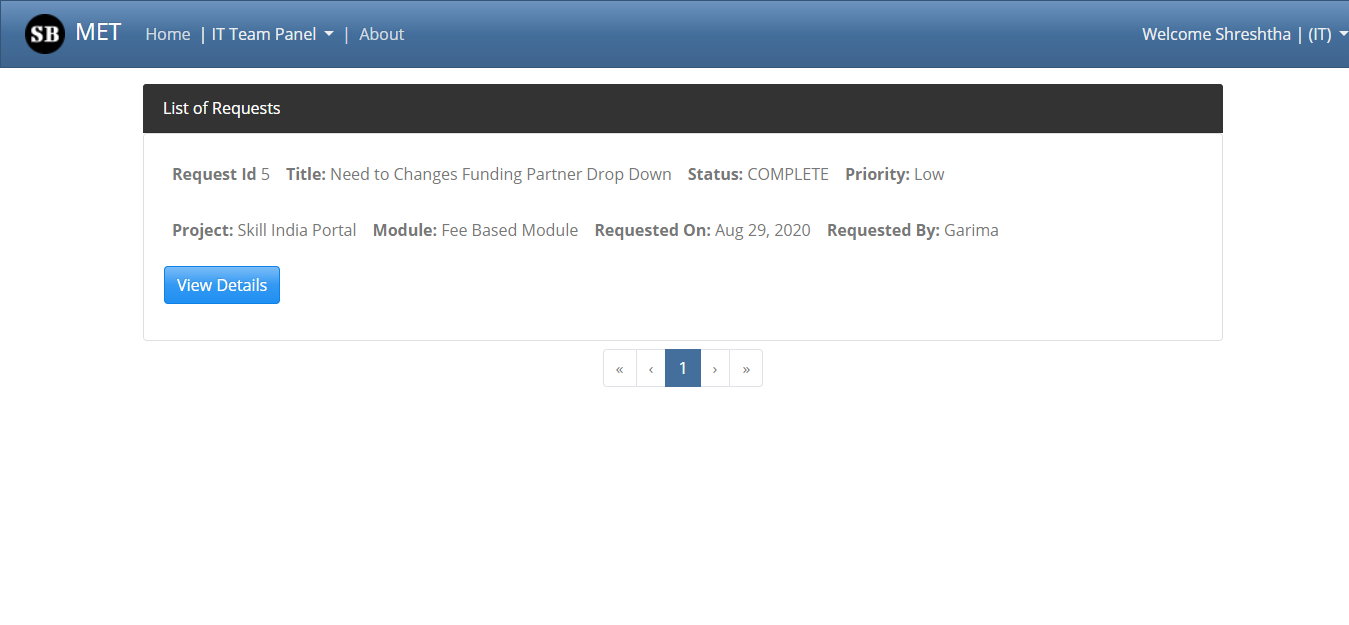 SB MET Home | IT Team Panel | About Welcome Shreshtha | (IT)
List of Requests
Request Id 5 Title: Need to Changes Funding Partner Drop Down Status: COMPLETE Priority: Low
Project: Skill India Portal Module: Fee Based Module Requested On: Aug 29, 2020 Requested By: Garima
View Details
« ‹ 1 › »